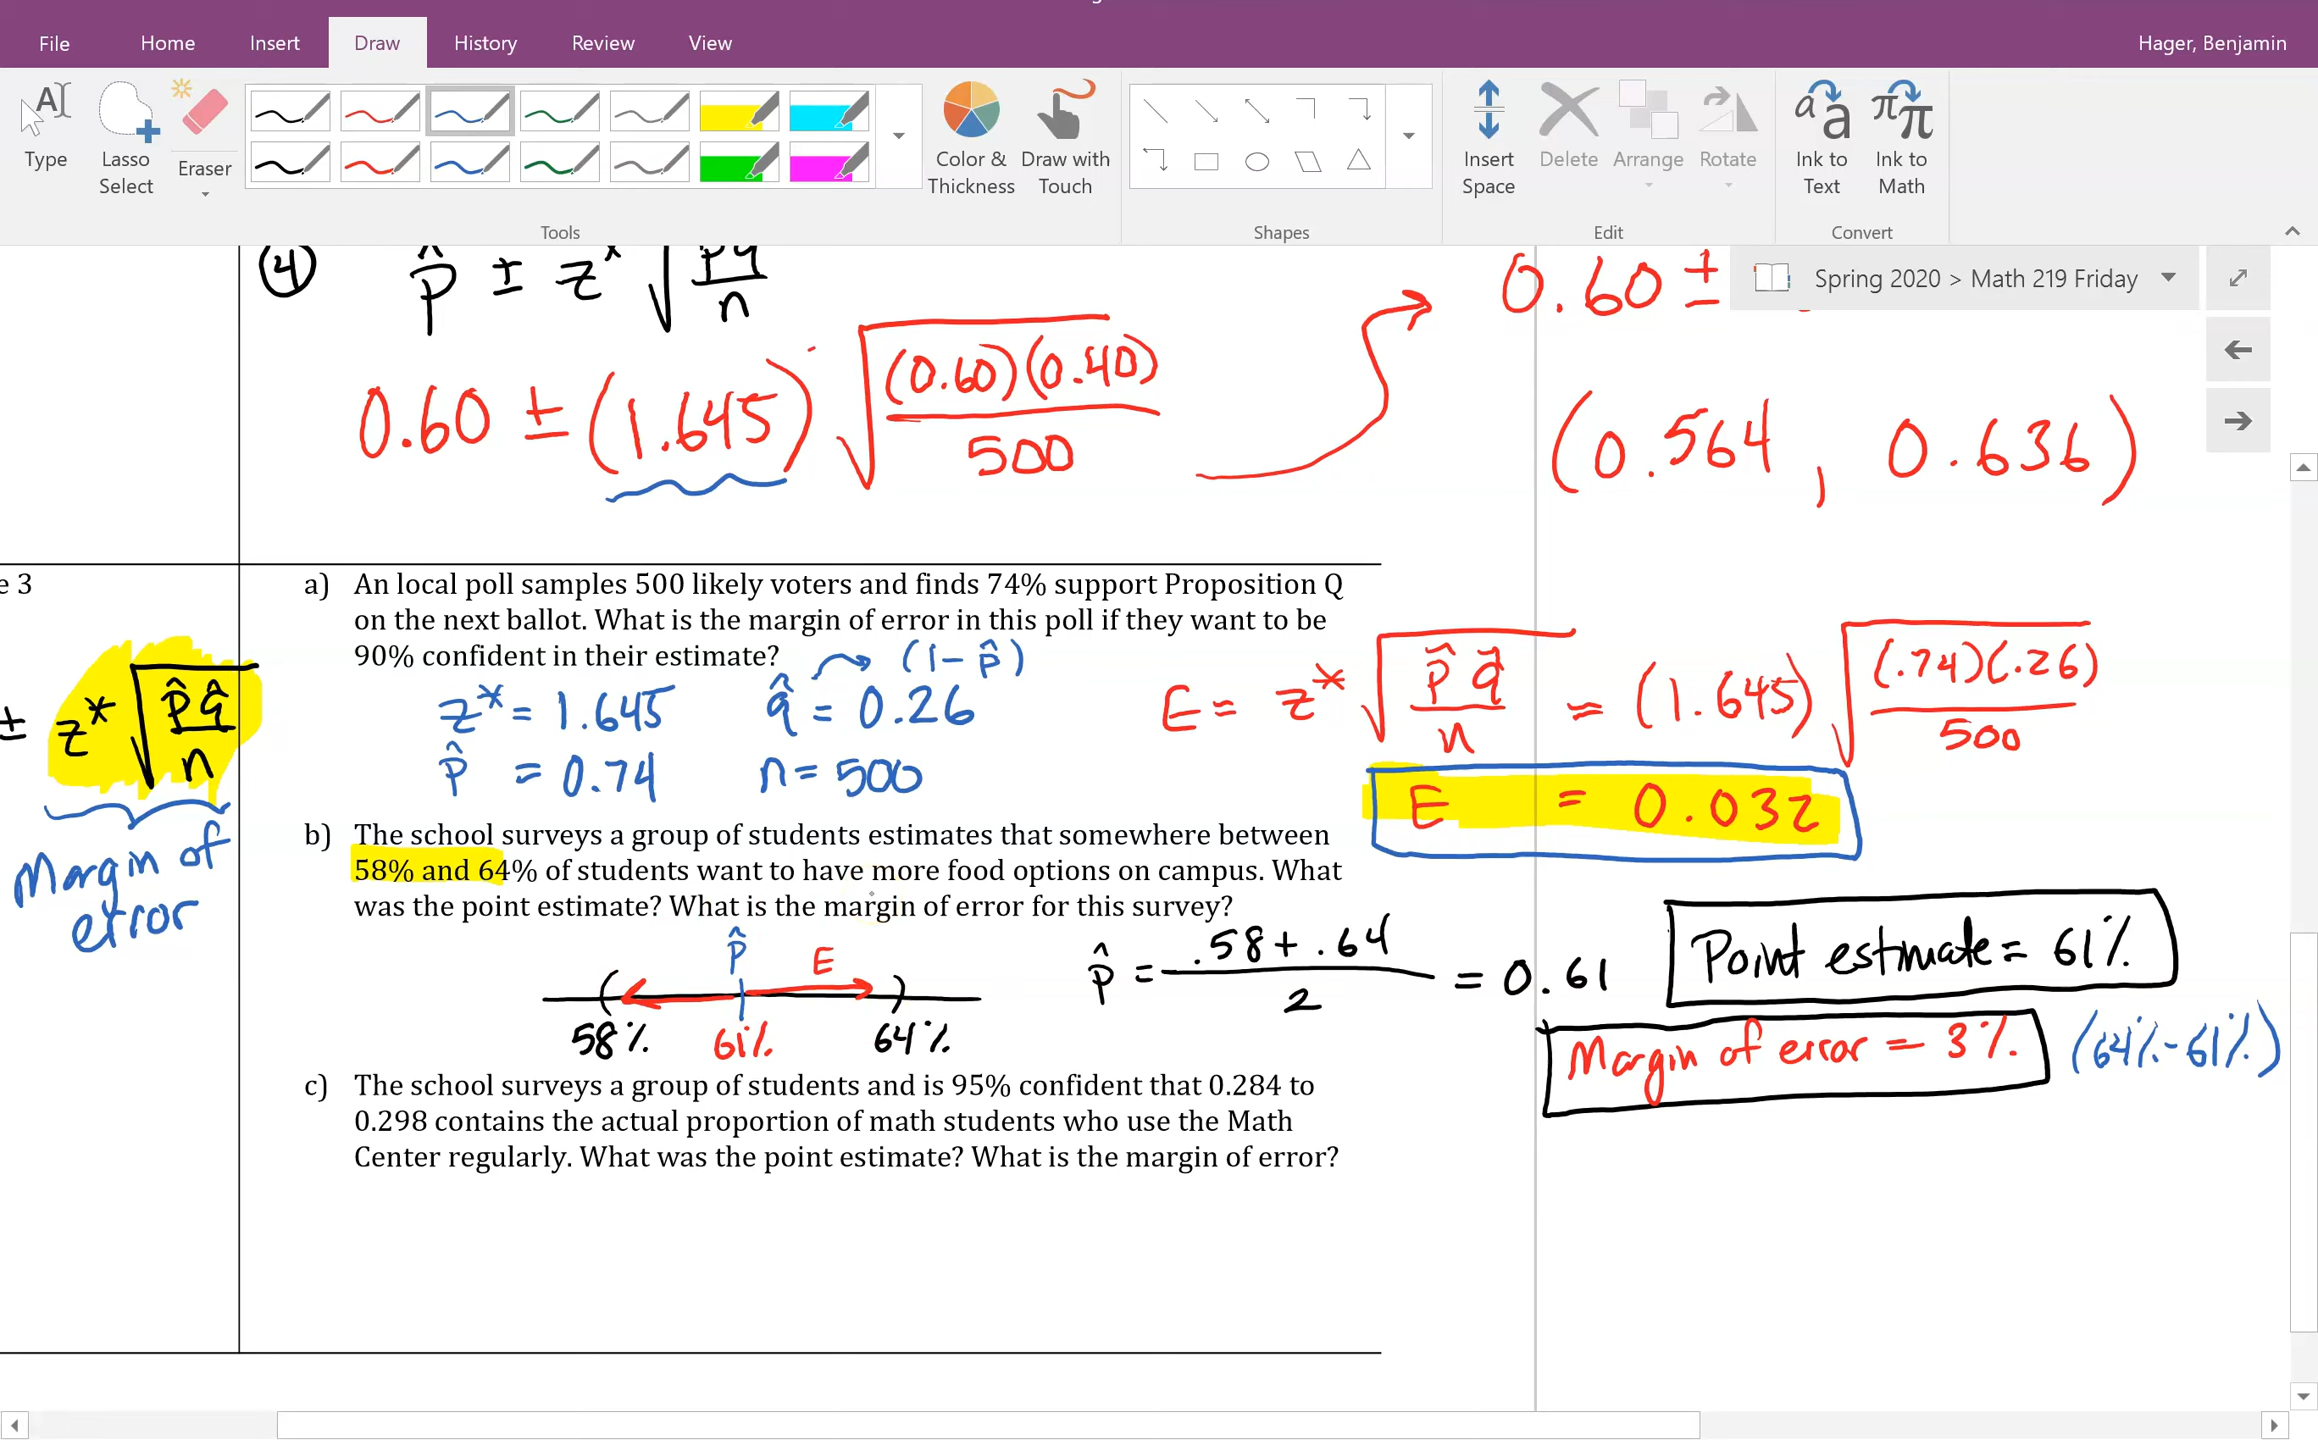 File Home Insert Draw History Review View Hager, Benjamin
Type
Lasso Select
Eraser
Color & Thickness
Draw with Touch
Insert Space
Delete
Arrange
Rotate
Ink to Text
Ink to Math
Tools Shapes Edit Convert
Spring 2020 > Math 219 Friday
④ p̂ ± z* √(p̂q̂/n)
0.60 ±
0.60 ± (1.645) √((0.60)(0.40)/500)
(0.564, 0.636)
e 3
a) An local poll samples 500 likely voters and finds 74% support Proposition Q
on the next ballot. What is the margin of error in this poll if they want to be
90% confident in their estimate?
(1 - p̂)
z* = 1.645 q̂ = 0.26
p̂ = 0.74 n = 500
E = z* √(p̂q̂/n) = (1.645) √((.74)(.26)/500)
E = 0.032
± z* √(p̂q̂/n)
Margin of
error
b) The school surveys a group of students estimates that somewhere between
58% and 64% of students want to have more food options on campus. What
was the point estimate? What is the margin of error for this survey?
p̂ E
58% 61% 64%
p̂ = (.58 + .64)/2 = 0.61
Point estimate = 61%
Margin of error = 3% (64% - 61%)
c) The school surveys a group of students and is 95% confident that 0.284 to
0.298 contains the actual proportion of math students who use the Math
Center regularly. What was the point estimate? What is the margin of error?